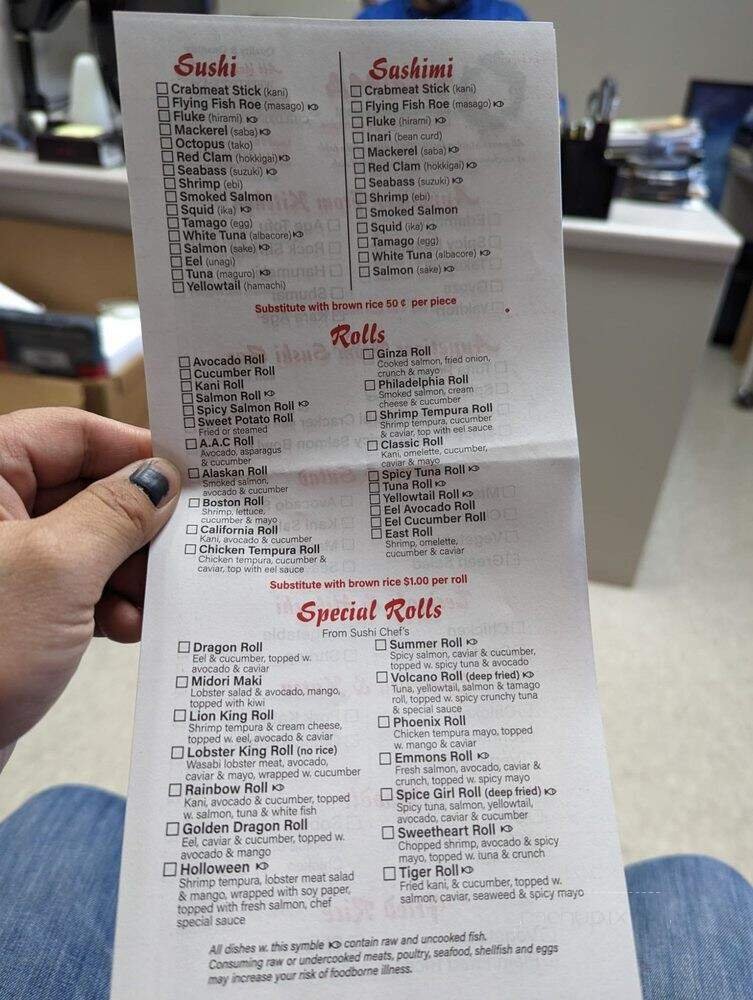 Sushi
Crabmeat Stick (kani)
Flying Fish Roe (masago)
Fluke (hirami)
Mackerel (saba)
Octopus (tako)
Red Clam (hokkigai)
Seabass (suzuki)
Shrimp (ebi)
Smoked Salmon
Squid (ika)
Tamago (egg)
White Tuna (albacore)
Salmon (sake)
Eel (unagi)
Tuna (maguro)
Yellowtail (hamachi)
Sashimi
Crabmeat Stick (kani)
Flying Fish Roe (masago)
Fluke (hirami)
Inari (bean curd)
Mackerel (saba)
Red Clam (hokkigai)
Seabass (suzuki)
Shrimp (ebi)
Smoked Salmon
Squid (ika)
Tamago (egg)
White Tuna (albacore)
Salmon (sake)
Substitute with brown rice 50 ¢ per piece
Rolls
Avocado Roll
Cucumber Roll
Kani Roll
Salmon Roll
Spicy Salmon Roll
Sweet Potato Roll
Fried or steamed
A.A.C Roll
Avocado, asparagus
& cucumber
Alaskan Roll
Smoked salmon,
avocado & cucumber
Boston Roll
Shrimp, lettuce,
cucumber & mayo
California Roll
Kani, avocado & cucumber
Chicken Tempura Roll
Chicken tempura, cucumber &
caviar, top with eel sauce
Ginza Roll
Cooked salmon, fried onion,
crunch & mayo
Philadelphia Roll
Smoked salmon, cream
cheese & cucumber
Shrimp Tempura Roll
Shrimp tempura, cucumber
& caviar, top with eel sauce
Classic Roll
Kani, omelette, cucumber,
caviar & mayo
Spicy Tuna Roll
Tuna Roll
Yellowtail Roll
Eel Avocado Roll
Eel Cucumber Roll
East Roll
Shrimp, omelette,
cucumber & caviar
Substitute with brown rice $1.00 per roll
Special Rolls
From Sushi Chef's
Dragon Roll
Eel & cucumber, topped w.
avocado & caviar
Midori Maki
Lobster salad & avocado, mango,
topped with kiwi
Lion King Roll
Shrimp tempura & cream cheese,
topped w. eel, avocado & caviar
Lobster King Roll (no rice)
Wasabi lobster meat, avocado,
caviar & mayo, wrapped w. cucumber
Rainbow Roll
Kani, avocado & cucumber, topped
w. salmon, tuna & white fish
Golden Dragon Roll
Eel, caviar & cucumber, topped w.
avocado & mango
Holloween
Shrimp tempura, lobster meat salad
& mango, wrapped with soy paper,
topped with fresh salmon, chef
special sauce
Summer Roll
Spicy salmon, caviar & cucumber,
topped w. spicy tuna & avocado
Volcano Roll (deep fried)
Tuna, yellowtail, salmon & tamago
roll, topped w. spicy crunchy tuna
& special sauce
Phoenix Roll
Chicken tempura mayo, topped
w. mango & caviar
Emmons Roll
Fresh salmon, avocado, caviar &
crunch, topped w. spicy mayo
Spice Girl Roll (deep fried)
Spicy tuna, salmon, yellowtail,
avocado, caviar & cucumber
Sweetheart Roll
Chopped shrimp, avocado & spicy
mayo, topped w. tuna & crunch
Tiger Roll
Fried kani, & cucumber, topped w.
salmon, caviar, seaweed & spicy mayo
All dishes w. this symble contain raw and uncooked fish.
Consuming raw or undercooked meats, poultry, seafood, shellfish and eggs
may increase your risk of foodborne illness.